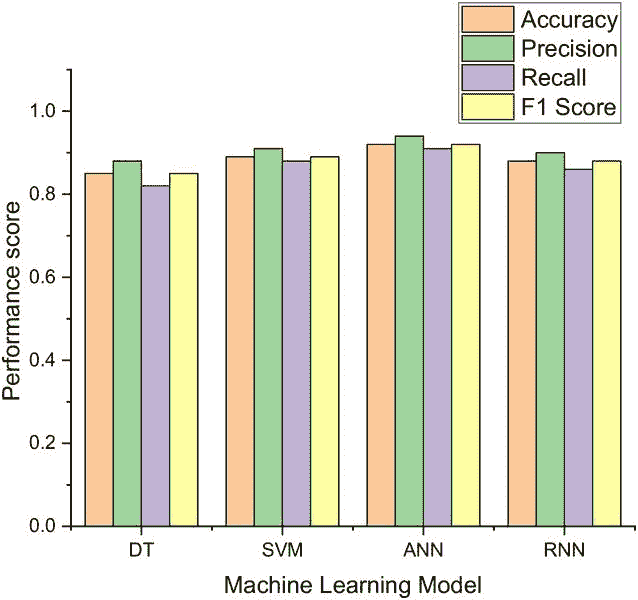 Accuracy
Precision
Recall
F1 Score
1.0
0.8
0.6
0.4
0.2
0.0
Performance score
DT
SVM
ANN
RNN
Machine Learning Model